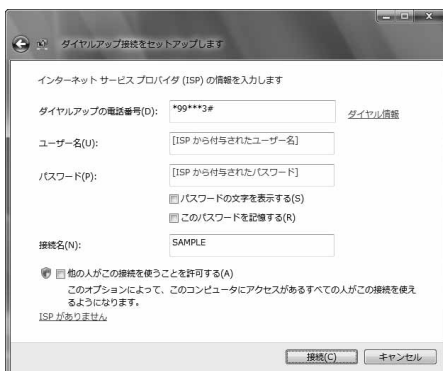 ダイヤルアップ接続をセットアップします
インターネット サービス プロバイダ (ISP) の情報を入力します
ダイヤルアップの電話番号(D):
*99***3#
ダイヤル情報
ユーザー名(U):
[ISP から付与されたユーザー名]
パスワード(P):
[ISP から付与されたパスワード]
パスワードの文字を表示する(S)
このパスワードを記憶する(R)
接続名(N):
SAMPLE
他の人がこの接続を使うことを許可する(A)
このオプションによって、このコンピュータにアクセスがあるすべての人がこの接続を使え
るようになります。
ISP がありません
接続(C)
キャンセル